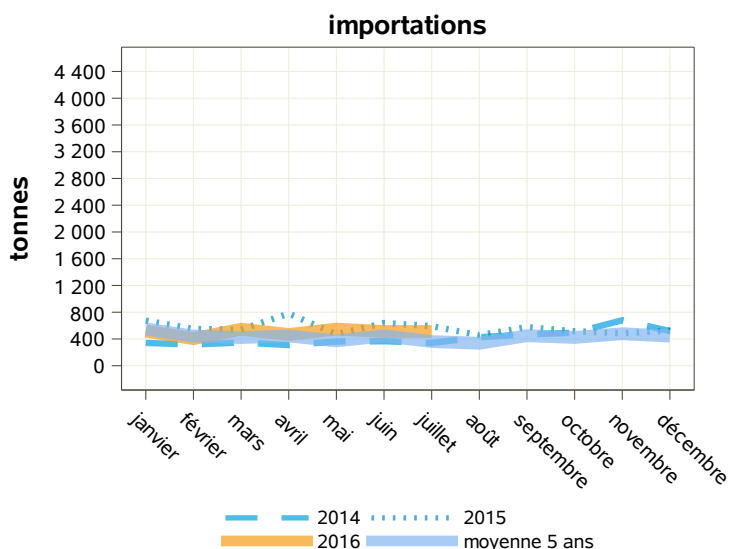 importations
tonnes
4 400
4 000
3 600
3 200
2 800
2 400
2 000
1 600
1 200
800
400
0
janvier
février
mars
avril
mai
juin
juillet
août
septembre
octobre
novembre
décembre
2014
2015
2016
moyenne 5 ans